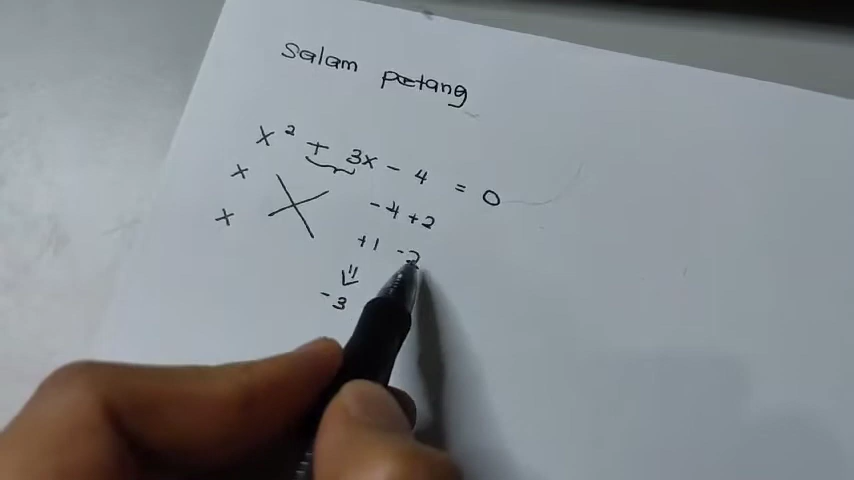 Salam petang
x² + 3x - 4 = 0
x -4 +2
x +1 -2
-3